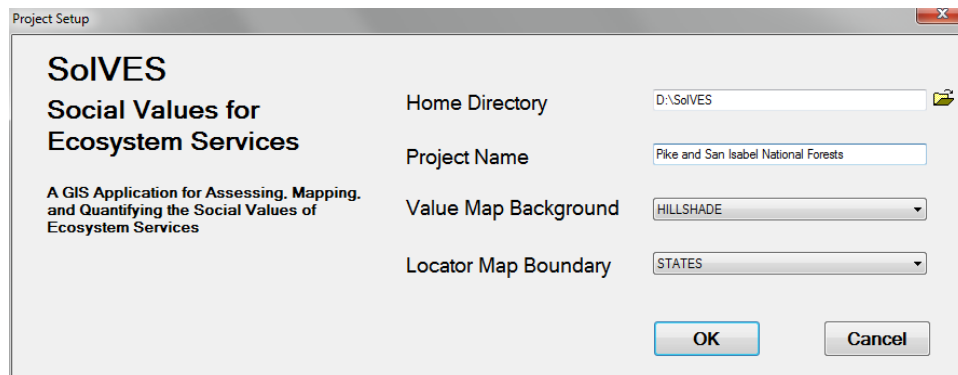 Project Setup
SolVES
Social Values for
Ecosystem Services
A GIS Application for Assessing, Mapping,
and Quantifying the Social Values of
Ecosystem Services
Home Directory
D:\SolVES
Project Name
Pike and San Isabel National Forests
Value Map Background
HILLSHADE
Locator Map Boundary
STATES
OK
Cancel